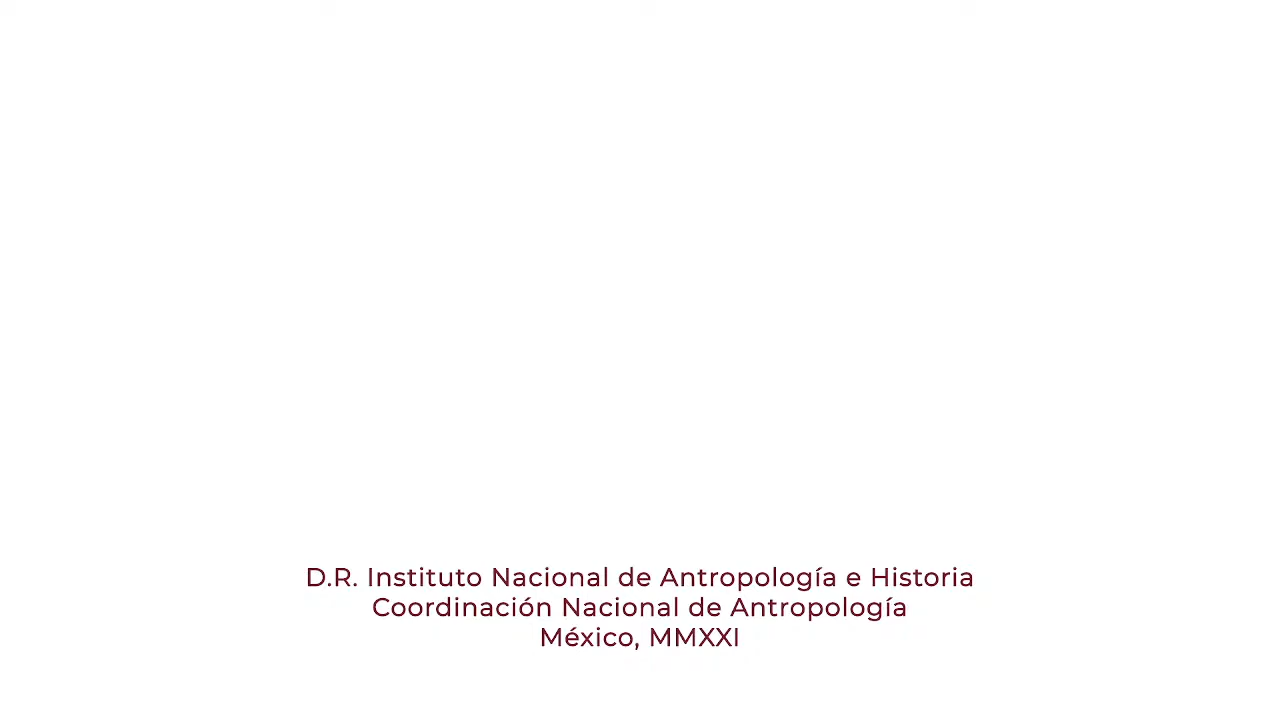 D.R. Instituto Nacional de Antropología e Historia
Coordinación Nacional de Antropología
México, MMXXI